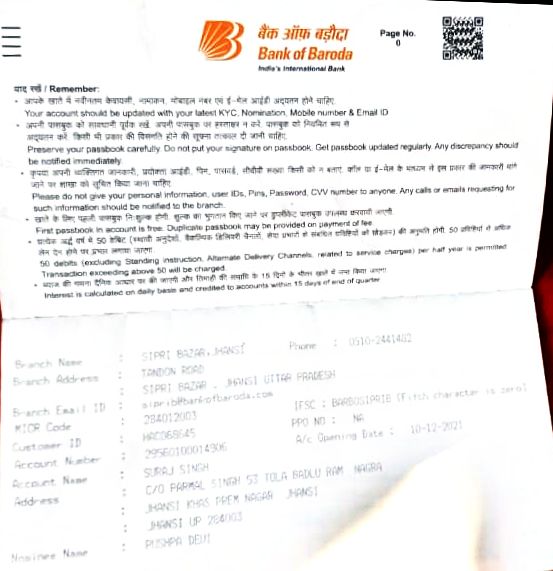 बैंक ऑफ़ बड़ौदा
Bank of Baroda
India's International Bank
Page No.
0
याद रखें / Remember:
• आपके खाते में नवीनतम केवायसी, नामांकन, मोबाइल नंबर एवं ई-मेल आईडी अद्यतन होने चाहिए.
Your account should be updated with your latest KYC, Nomination, Mobile number & Email ID
• अपनी पासबुक को सावधानी पूर्वक रखें. अपनी पासबुक पर हस्ताक्षर न करें. पासबुक को नियमित रूप से
अद्यतन करें. किसी भी प्रकार की विसंगति होने की सूचना तत्काल दी जानी चाहिए.
Preserve your passbook carefully. Do not put your signature on passbook. Get passbook updated regularly. Any discrepancy should
be notified immediately.
• कृपया अपनी व्यक्तिगत जानकारी, प्रयोक्ता आईडी, पिन, पासवर्ड, सीवीवी संख्या किसी को न बताएं. कॉल या ई-मेल के माध्यम से इस प्रकार की जानकारी मांगे
जाने पर शाखा को सूचित किया जाना चाहिए.
Please do not give your personal information, user IDs, Pins, Password, CVV number to anyone. Any calls or emails requesting for
such information should be notified to the branch.
• खाते के लिए पहली पासबुक निःशुल्क होगी. शुल्क का भुगतान किए जाने पर डुप्लीकेट पासबुक उपलब्ध करवायी जाएगी.
First passbook in account is free. Duplicate passbook may be provided on payment of fee.
• प्रत्येक अर्द्ध वर्ष में 50 डेबिट (स्थायी अनुदेशों, वैकल्पिक डिलिवरी चैनलों, सेवा प्रभारों से संबंधित प्रविष्टियों को छोड़कर) की अनुमति होगी. 50 प्रविष्टियों से अधिक
लेन देन होने पर प्रभार लगाया जाएगा.
50 debits (excluding Standing instruction, Alternate Delivery Channels, related to service charges) per half year is permitted
Transaction exceeding above 50 will be charged.
• ब्याज की गणना दैनिक आधार पर की जाएगी और तिमाही की समाप्ति के 15 दिनों के भीतर खाते में जमा किया जाएगा.
Interest is calculated on daily basis and credited to accounts within 15 days of end of quarter
Branch Name : SIPRI BAZAR,JHANSI Phone : 0510-2441402
Branch Address : TANDON ROAD
SIPRI BAZAR , JHANSI UTTAR PRADESH
Branch Email ID : siprib@bankofbaroda.com
MICR Code : 284012003 IFSC : BARB0SIPRIB (Fifth character is zero)
Customer ID : PPO NO : NA
Account Number : 29560100014906 A/c Opening Date : 10-12-2021
Account Name : SURAJ SINGH
Address : C/O PARMAL SINGH 53 TOLA BADLU RAM NAGRA
JHANSI KHAS PREM NAGAR JHANSI
: JHANSI UP 284003
Nominee Name : PUSHPA DEVI